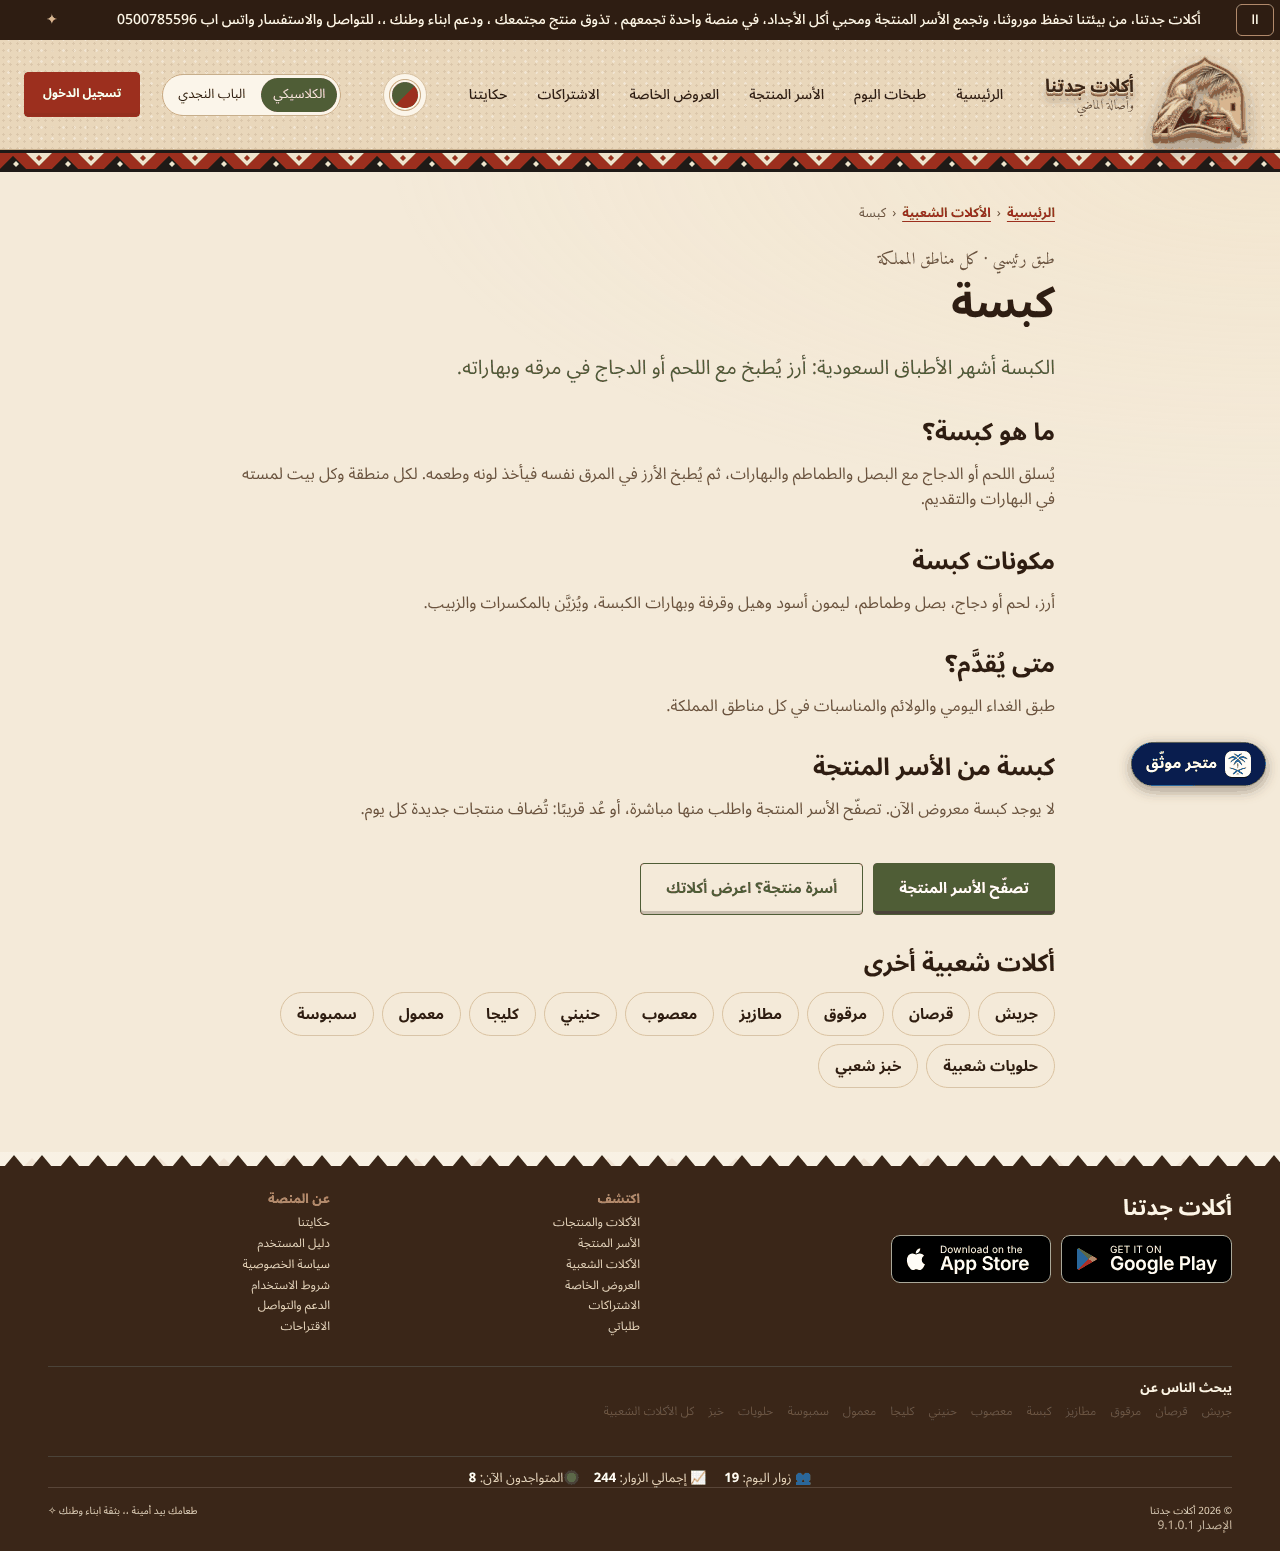 أكلات جدتنا، من بيئتنا تحفظ موروثنا، وتجمع الأسر المنتجة ومحبي أكل الأجداد، في منصة واحدة تجمعهم . تذوق منتج مجتمعك ، ودعم ابناء وطنك ،، للتواصل والاستفسار واتس اب 0500785596 ✦
أكلات جدتنا
وأصالة الماضي
الرئيسية
طبخات اليوم
الأسر المنتجة
العروض الخاصة
الاشتراكات
حكايتنا
الكلاسيكي
الباب النجدي
تسجيل الدخول
الرئيسية › الأكلات الشعبية › كبسة
طبق رئيسي · كل مناطق المملكة
كبسة
الكبسة أشهر الأطباق السعودية: أرز يُطبخ مع اللحم أو الدجاج في مرقه وبهاراته.
ما هو كبسة؟
يُسلق اللحم أو الدجاج مع البصل والطماطم والبهارات، ثم يُطبخ الأرز في المرق نفسه فيأخذ لونه وطعمه. لكل منطقة وكل بيت لمسته
في البهارات والتقديم.
مكونات كبسة
أرز، لحم أو دجاج، بصل وطماطم، ليمون أسود وهيل وقرفة وبهارات الكبسة، ويُزيَّن بالمكسرات والزبيب.
متى يُقدَّم؟
طبق الغداء اليومي والولائم والمناسبات في كل مناطق المملكة.
متجر موثّق
كبسة من الأسر المنتجة
لا يوجد كبسة معروض الآن. تصفّح الأسر المنتجة واطلب منها مباشرة، أو عُد قريبًا: تُضاف منتجات جديدة كل يوم.
تصفّح الأسر المنتجة
أسرة منتجة؟ اعرض أكلاتك
أكلات شعبية أخرى
جريش
قرصان
مرقوق
مطازيز
معصوب
حنيني
كليجا
معمول
سمبوسة
حلويات شعبية
خبز شعبي
أكلات جدتنا
GET IT ON
Google Play
Download on the
App Store
اكتشف
الأكلات والمنتجات
الأسر المنتجة
الأكلات الشعبية
العروض الخاصة
الاشتراكات
طلباتي
عن المنصة
حكايتنا
دليل المستخدم
سياسة الخصوصية
شروط الاستخدام
الدعم والتواصل
الاقتراحات
يبحث الناس عن
جريش قرصان مرقوق مطازيز كبسة معصوب حنيني كليجا معمول سمبوسة حلويات خبز كل الأكلات الشعبية
👥 زوار اليوم: 19 📈 إجمالي الزوار: 244 المتواجدون الآن: 8
© 2026 أكلات جدتنا
الإصدار 9.1.0.1
طعامك بيد أمينة ،، بثقة ابناء وطنك ✧